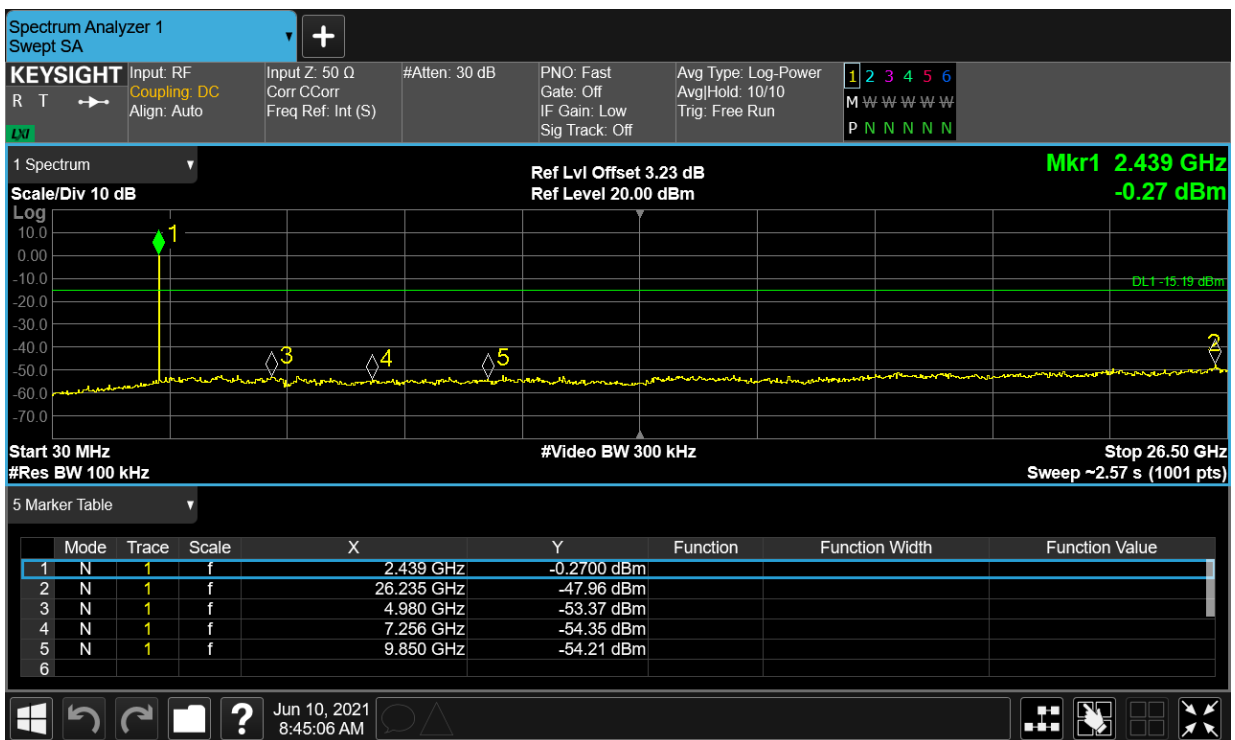 Spectrum Analyzer 1
Swept SA
+
KEYSIGHT
R T
LXI
Input: RF
Coupling: DC
Align: Auto
Input Z: 50 Ω
Corr CCorr
Freq Ref: Int (S)
#Atten: 30 dB
PNO: Fast
Gate: Off
IF Gain: Low
Sig Track: Off
Avg Type: Log-Power
Avg|Hold: 10/10
Trig: Free Run
1 2 3 4 5 6
M W W W W W
P N N N N N
1 Spectrum
Scale/Div 10 dB
Ref Lvl Offset 3.23 dB
Ref Level 20.00 dBm
Mkr1 2.439 GHz
-0.27 dBm
Log
10.0
0.00
-10.0
-20.0
-30.0
-40.0
-50.0
-60.0
-70.0
1
DL1 -15.19 dBm
3
4
5
2
Start 30 MHz
#Video BW 300 kHz
Stop 26.50 GHz
#Res BW 100 kHz
Sweep ~2.57 s (1001 pts)
5 Marker Table
Mode Trace Scale X Y Function Function Width Function Value
1 N 1 f 2.439 GHz -0.2700 dBm
2 N 1 f 26.235 GHz -47.96 dBm
3 N 1 f 4.980 GHz -53.37 dBm
4 N 1 f 7.256 GHz -54.35 dBm
5 N 1 f 9.850 GHz -54.21 dBm
6
?
Jun 10, 2021
8:45:06 AM